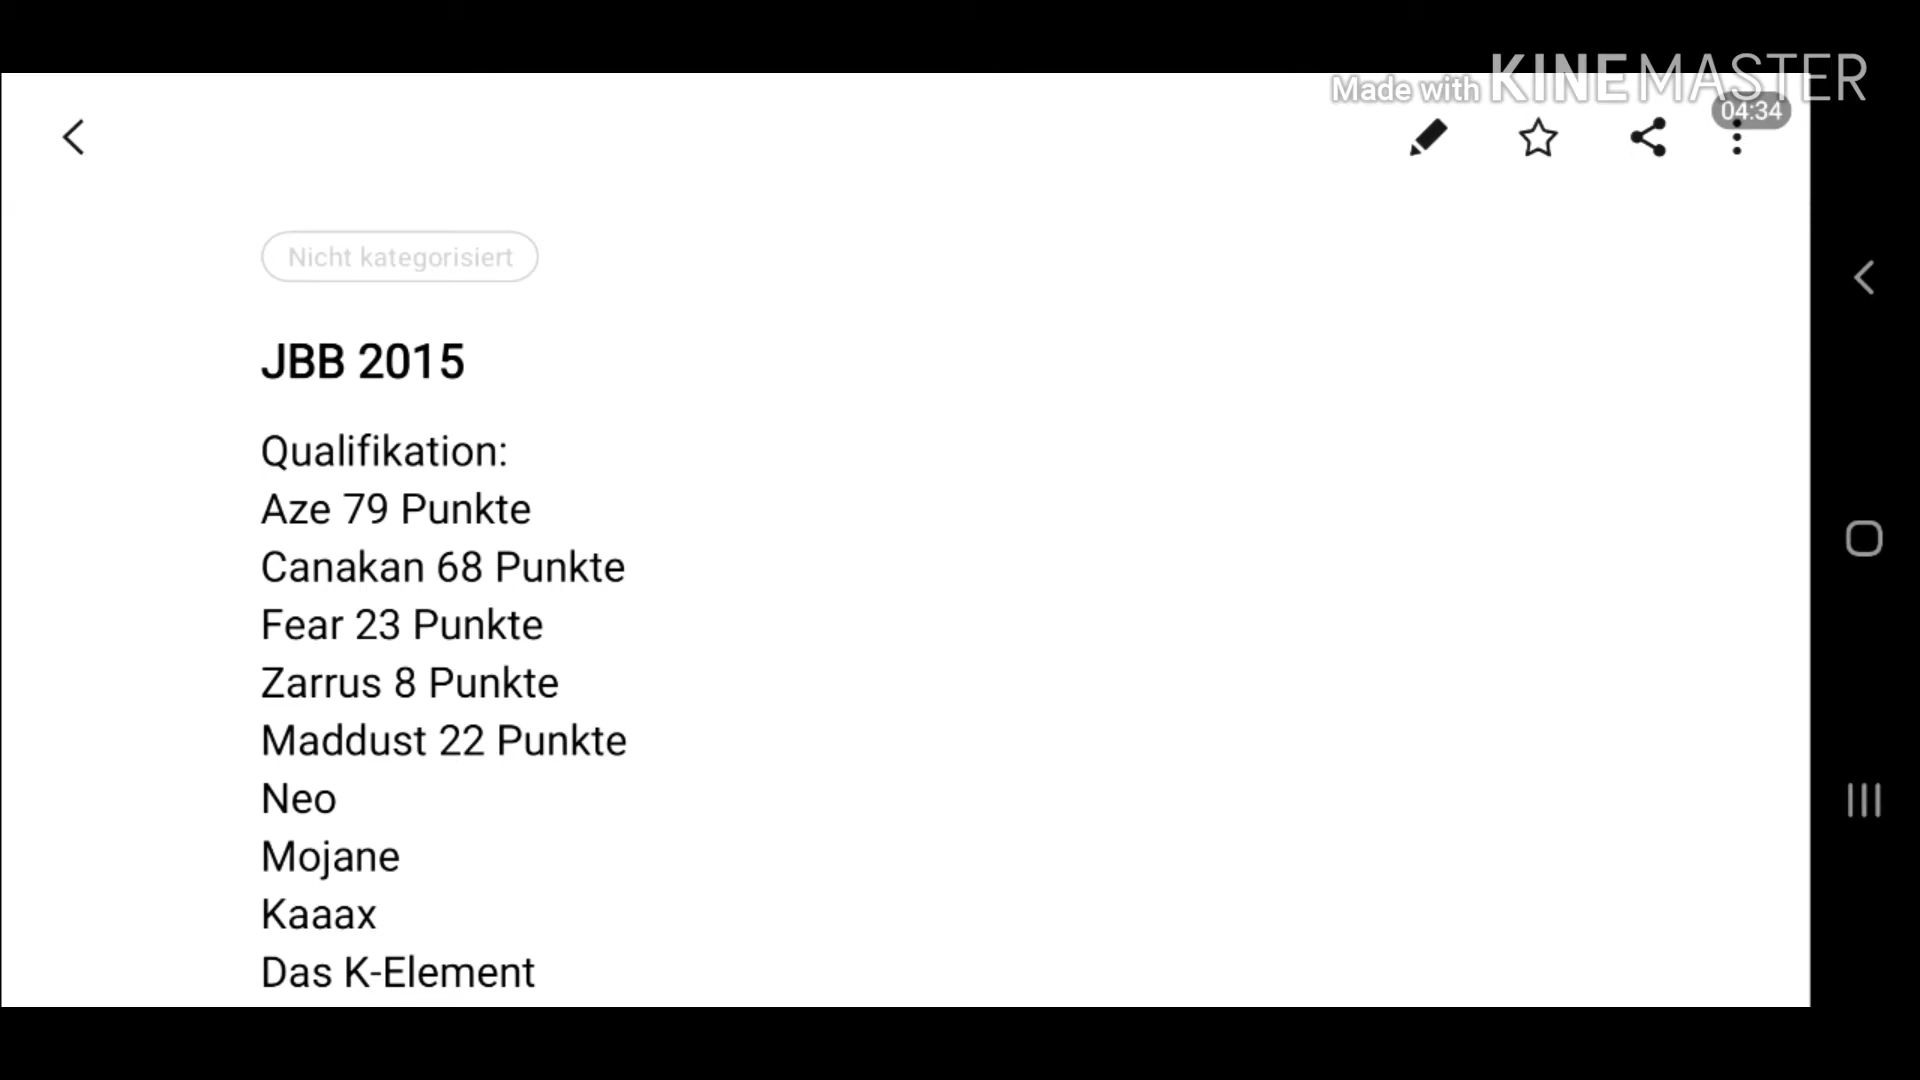 Made with KINEMASTER
04:34
Nicht kategorisiert
JBB 2015
Qualifikation:
Aze 79 Punkte
Canakan 68 Punkte
Fear 23 Punkte
Zarrus 8 Punkte
Maddust 22 Punkte
Neo
Mojane
Kaaax
Das K-Element